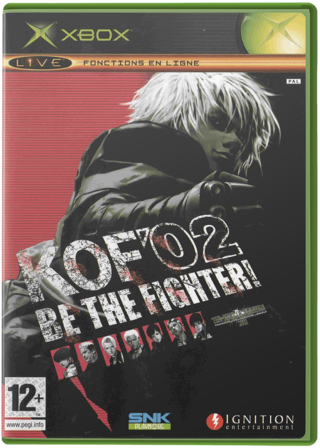 XBOX
LIVE FONCTIONS EN LIGNE
PAL
KOF'02
BE THE FIGHTER!
12+
www.pegi.info
SNK
PLAYMORE
IGNITION
entertainment